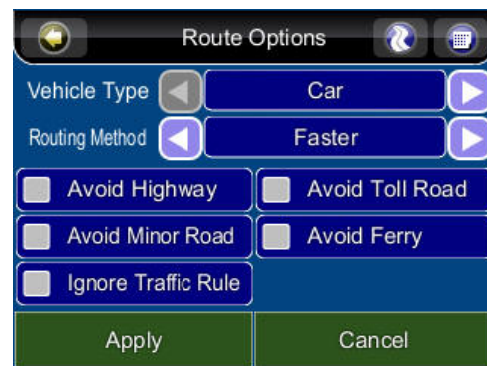 Route Options
Vehicle Type Car
Routing Method Faster
Avoid Highway Avoid Toll Road
Avoid Minor Road Avoid Ferry
Ignore Traffic Rule
Apply Cancel